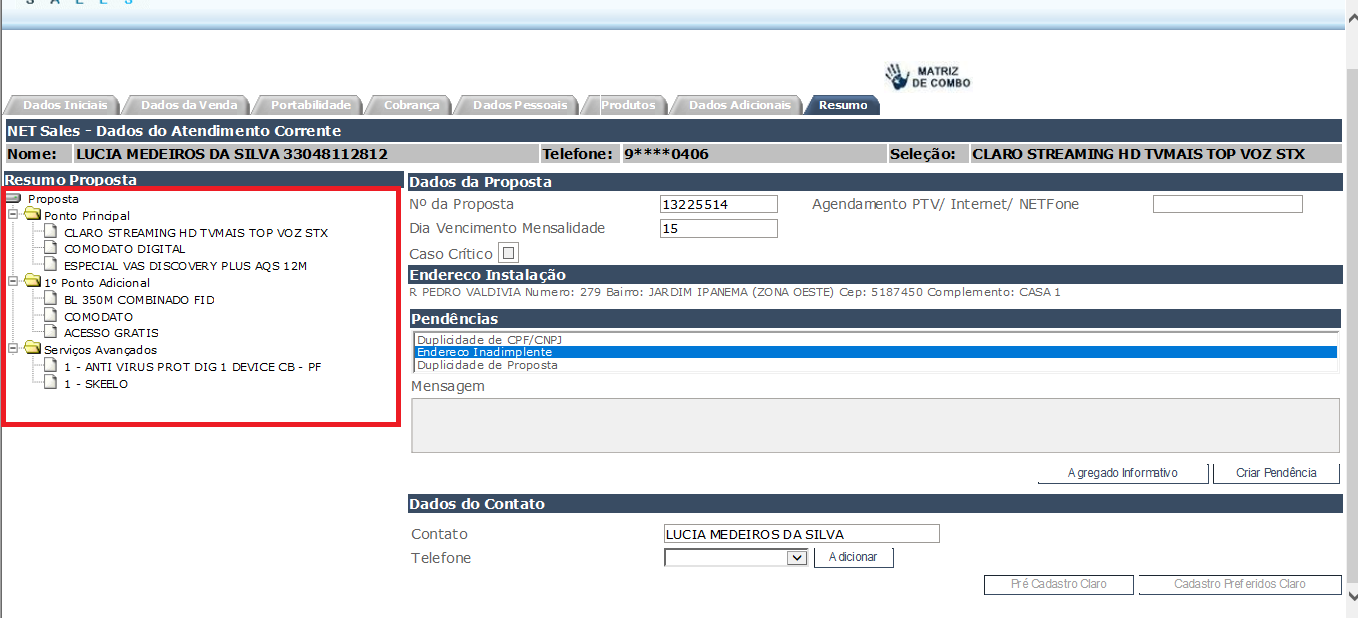 MATRIZ
DE COMBO
Dados Iniciais Dados da Venda Portabilidade Cobrança Dados Pessoais Produtos Dados Adicionais Resumo
NET Sales - Dados do Atendimento Corrente
Nome: LUCIA MEDEIROS DA SILVA 33048112812 Telefone: 9****0406 Seleção: CLARO STREAMING HD TVMAIS TOP VOZ STX
Resumo Proposta
Proposta
Ponto Principal
CLARO STREAMING HD TVMAIS TOP VOZ STX
COMODATO DIGITAL
ESPECIAL VAS DISCOVERY PLUS AQS 12M
1º Ponto Adicional
BL 350M COMBINADO FID
COMODATO
ACESSO GRATIS
Serviços Avançados
1 - ANTI VIRUS PROT DIG 1 DEVICE CB - PF
1 - SKEELO
Dados da Proposta
Nº da Proposta 13225514 Agendamento PTV/ Internet/ NETFone
Dia Vencimento Mensalidade 15
Caso Crítico
Endereco Instalação
R PEDRO VALDIVIA Numero: 279 Bairro: JARDIM IPANEMA (ZONA OESTE) Cep: 5187450 Complemento: CASA 1
Pendências
Duplicidade de CPF/CNPJ
Endereco Inadimplente
Duplicidade de Proposta
Mensagem
Agregado Informativo Criar Pendência
Dados do Contato
Contato LUCIA MEDEIROS DA SILVA
Telefone Adicionar
Pré Cadastro Claro Cadastro Preferidos Claro